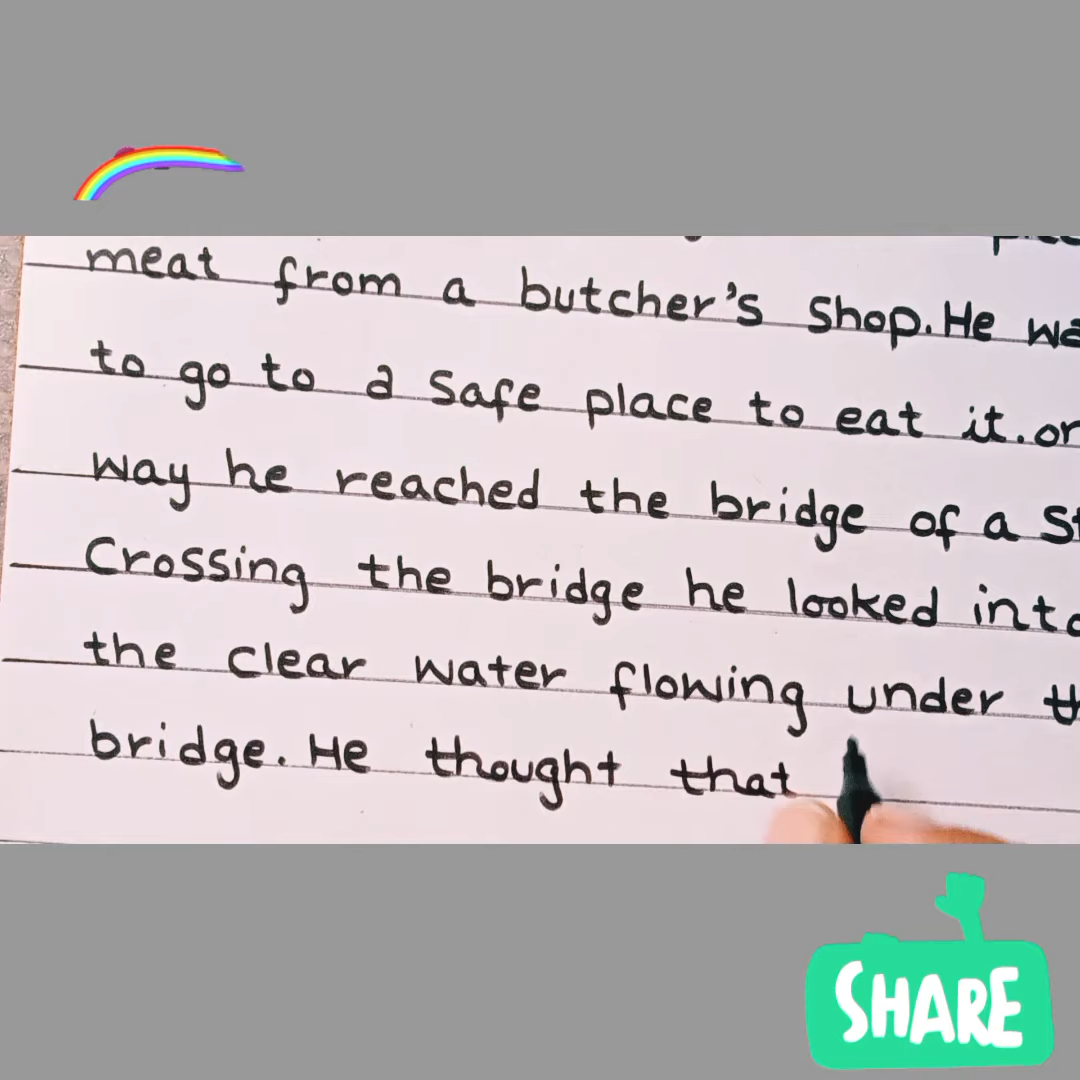 meat from a butcher's Shop. He
to go to a Safe place to eat it.
way he reached the bridge of a
Crossing the bridge he looked into
the clear water flowing under
bridge. He thought that
SHARE